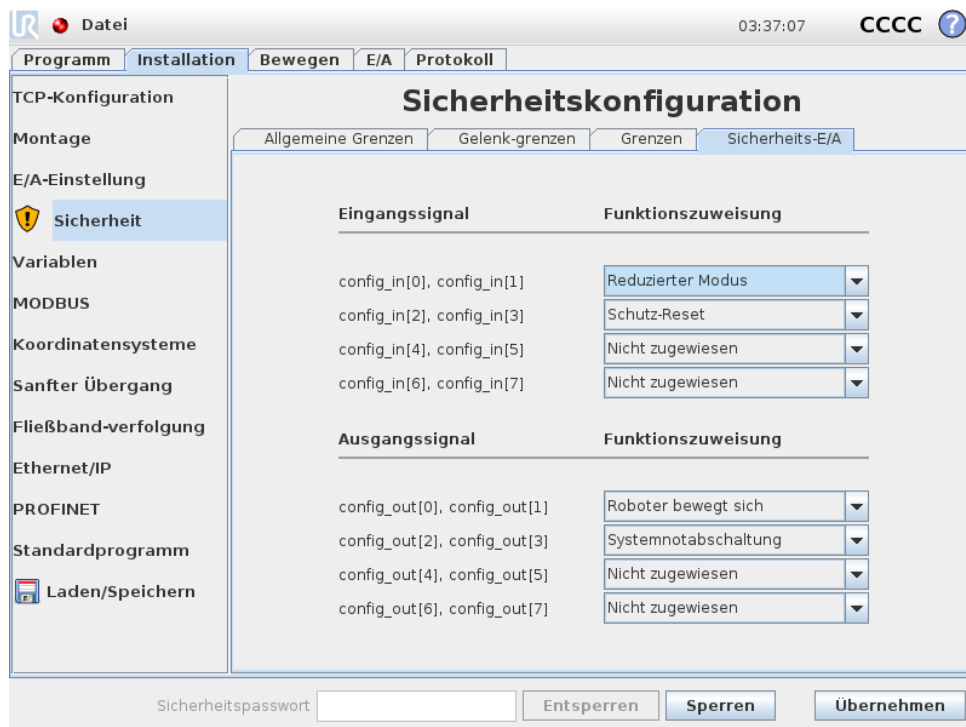 UR Datei 03:37:07 CCCC ?
Programm Installation Bewegen E/A Protokoll
TCP-Konfiguration
Montage
E/A-Einstellung
Sicherheit
Variablen
MODBUS
Koordinatensysteme
Sanfter Übergang
Fließband-verfolgung
Ethernet/IP
PROFINET
Standardprogramm
Laden/Speichern
Sicherheitskonfiguration
Allgemeine Grenzen Gelenk-grenzen Grenzen Sicherheits-E/A
Eingangssignal Funktionszuweisung
config_in[0], config_in[1] Reduzierter Modus
config_in[2], config_in[3] Schutz-Reset
config_in[4], config_in[5] Nicht zugewiesen
config_in[6], config_in[7] Nicht zugewiesen
Ausgangssignal Funktionszuweisung
config_out[0], config_out[1] Roboter bewegt sich
config_out[2], config_out[3] Systemnotabschaltung
config_out[4], config_out[5] Nicht zugewiesen
config_out[6], config_out[7] Nicht zugewiesen
Sicherheitspasswort Entsperren Sperren Übernehmen